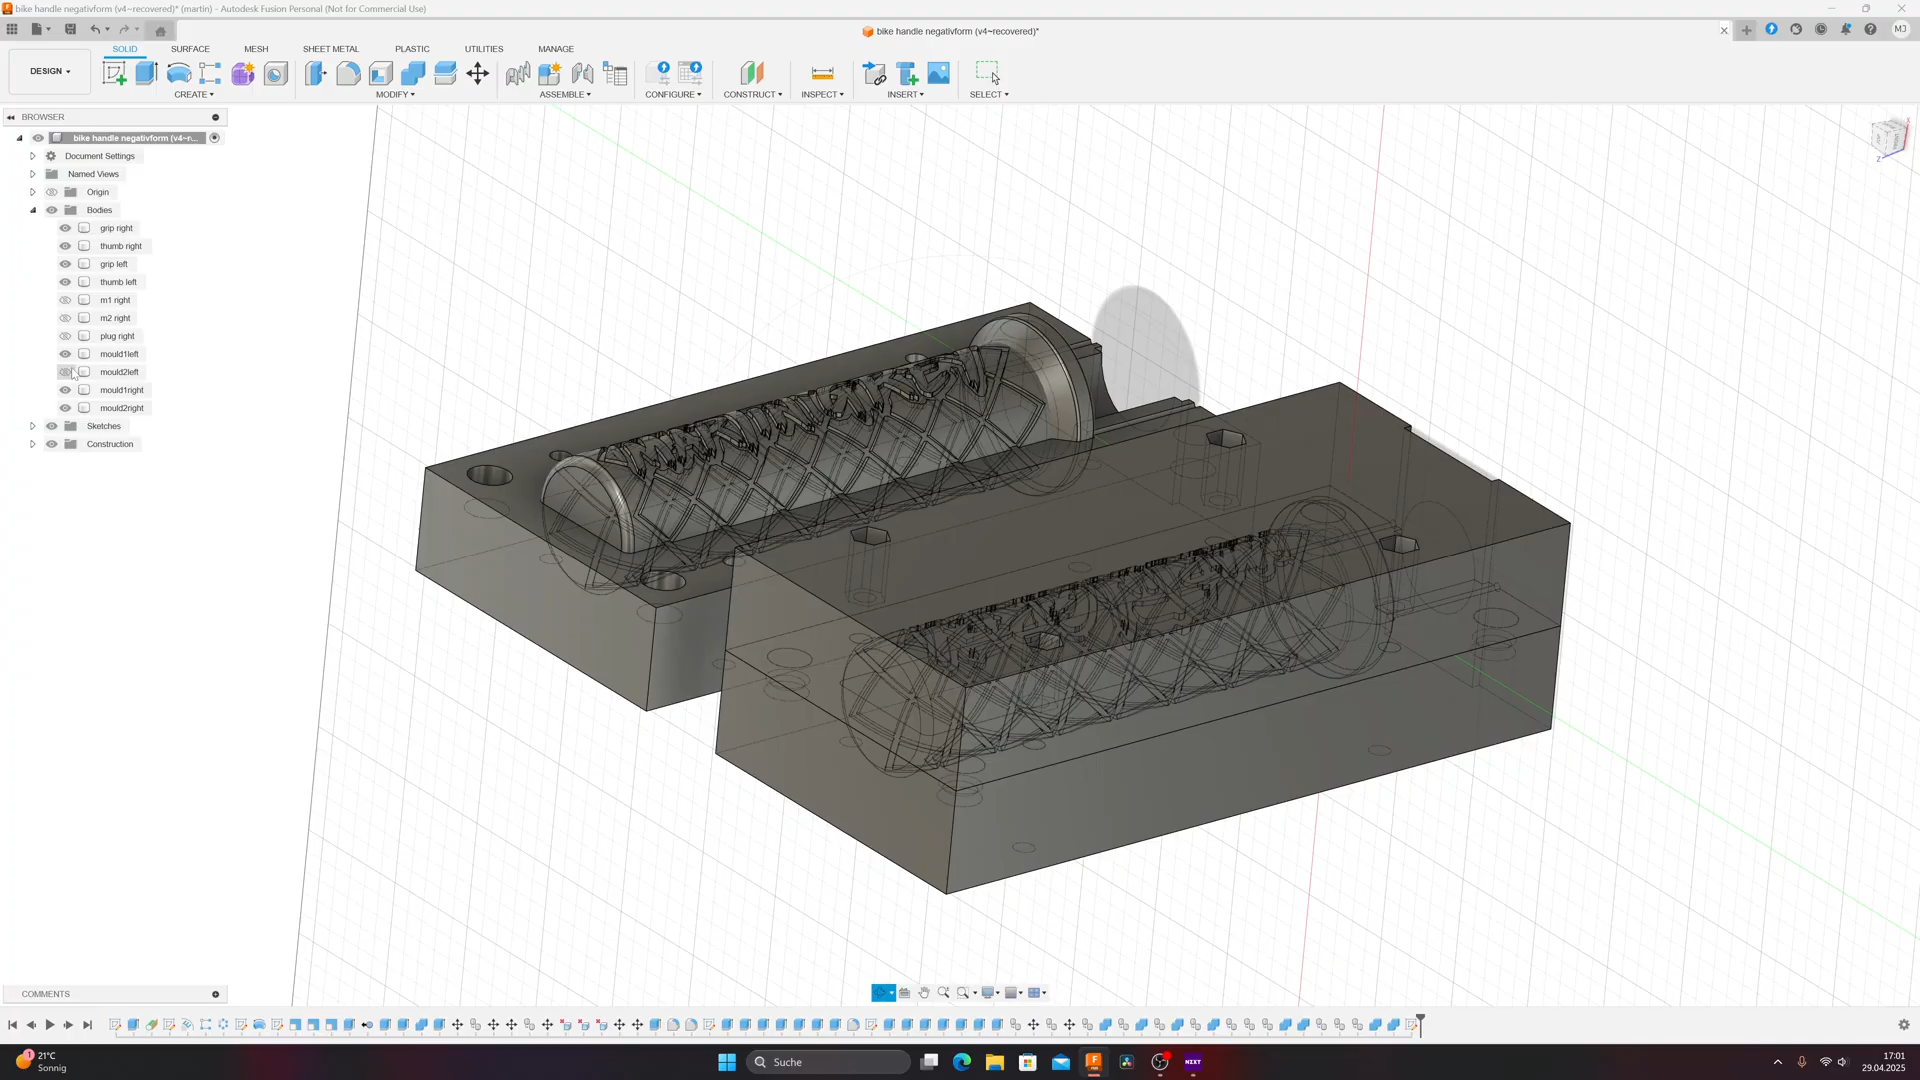 bike handle negativform (v4~recovered)* (martin) - Autodesk Fusion Personal (Not for Commercial Use)
bike handle negativform (v4~recovered)*
MJ
SOLID SURFACE MESH SHEET METAL PLASTIC UTILITIES MANAGE
DESIGN
CREATE MODIFY ASSEMBLE CONFIGURE CONSTRUCT INSPECT INSERT SELECT
BROWSER
bike handle negativform (v4~r...
Document Settings
Named Views
Origin
Bodies
grip right
thumb right
grip left
thumb left
m1 right
m2 right
plug right
mould1left
mould2left
mould1right
mould2right
Sketches
Construction
X
Z
COMMENTS
1
21°C
Sonnig
Suche
NIXT
17:01
29.04.2025